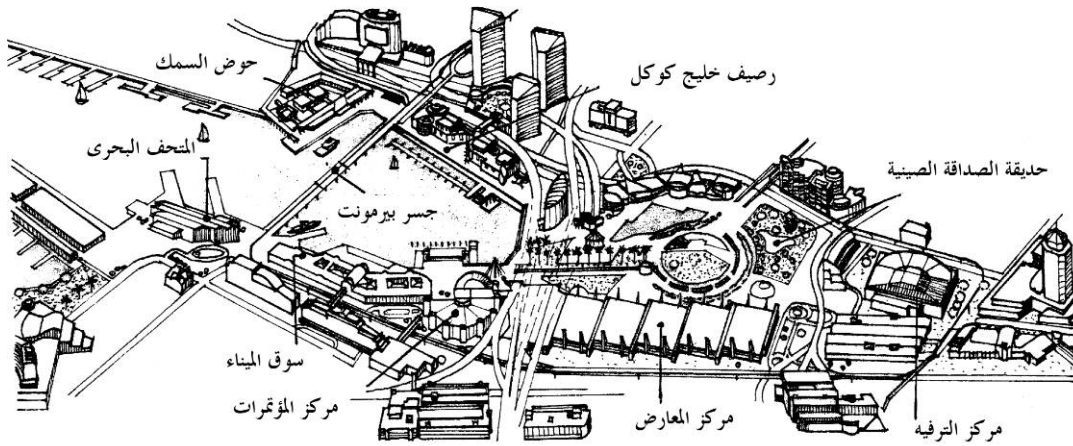 حوض السمك
رصيف خليج كوكل
المتحف البحرى
حديقة الصداقة الصينية
جسر بيرمونت
سوق الميناء
مركز المؤتمرات
مركز المعارض
مركز الترفيه